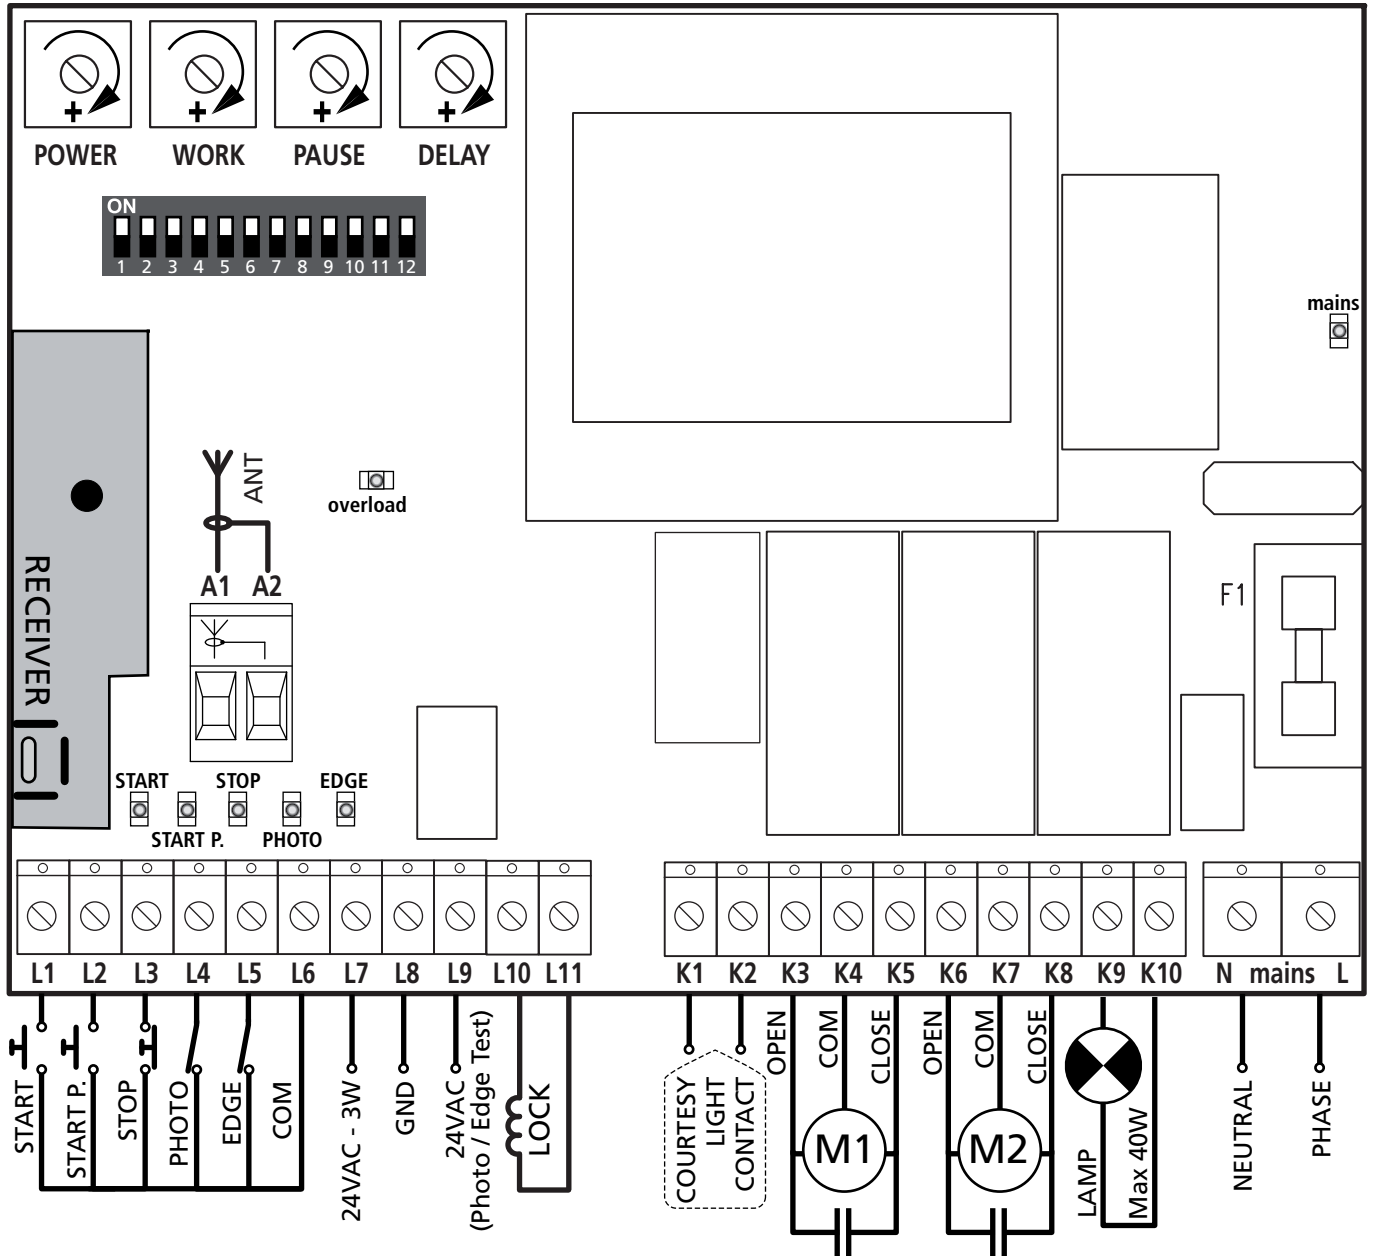 + + + +
POWER WORK PAUSE DELAY
ON
1 2 3 4 5 6 7 8 9 10 11 12
mains
ANT
overload
A1 A2
RECEIVER
F1
START STOP EDGE
START P. PHOTO
L1 L2 L3 L4 L5 L6 L7 L8 L9 L10 L11
K1 K2 K3 K4 K5 K6 K7 K8 K9 K10
N mains L
START
START P.
STOP
PHOTO
EDGE
COM
24VAC - 3W
GND
24VAC
(Photo / Edge Test)
LOCK
COURTESY
LIGHT
CONTACT
OPEN
COM
CLOSE
M1
OPEN
COM
CLOSE
M2
LAMP
Max 40W
NEUTRAL
PHASE